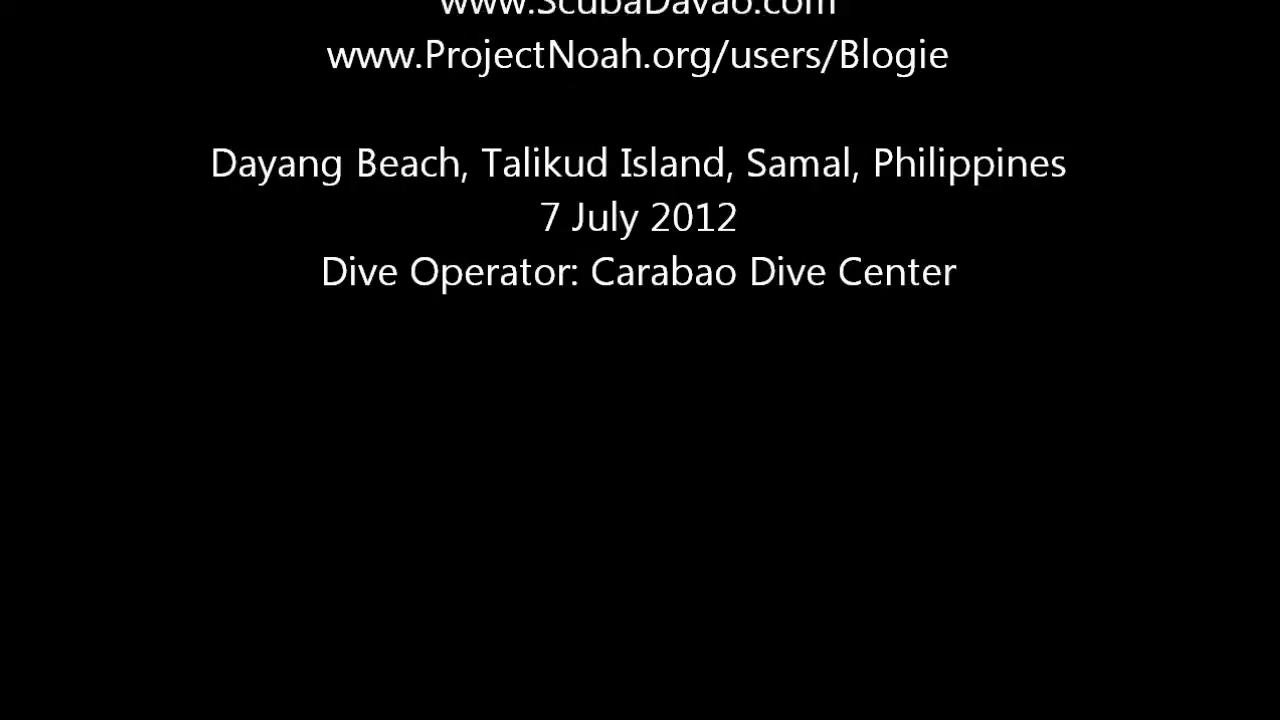 www.ScubaDavao.com
www.ProjectNoah.org/users/Blogie
Dayang Beach, Talikud Island, Samal, Philippines
7 July 2012
Dive Operator: Carabao Dive Center